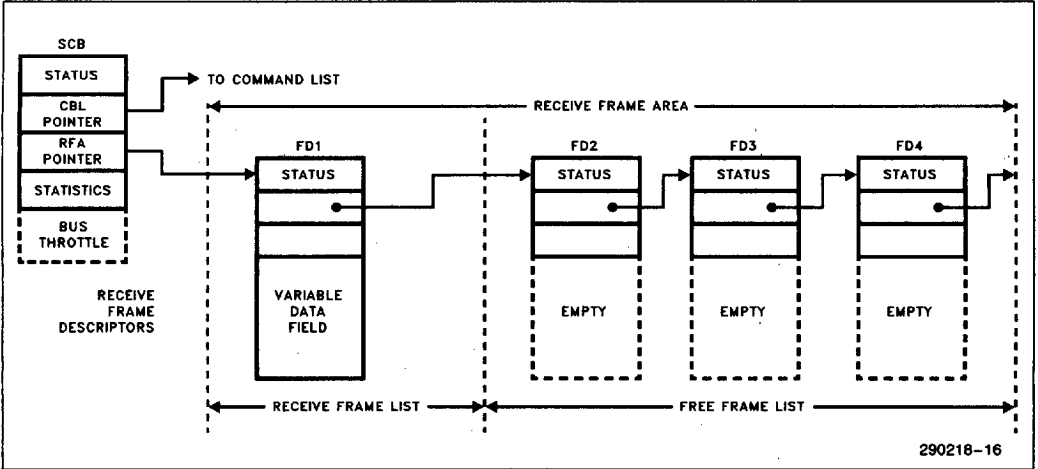 SCB
STATUS
CBL
POINTER
RFA
POINTER
STATISTICS
BUS
THROTTLE
TO COMMAND LIST
RECEIVE FRAME AREA
RECEIVE
FRAME
DESCRIPTORS
FD1
STATUS
VARIABLE
DATA
FIELD
FD2
STATUS
EMPTY
FD3
STATUS
EMPTY
FD4
STATUS
EMPTY
RECEIVE FRAME LIST
FREE FRAME LIST
290218-16